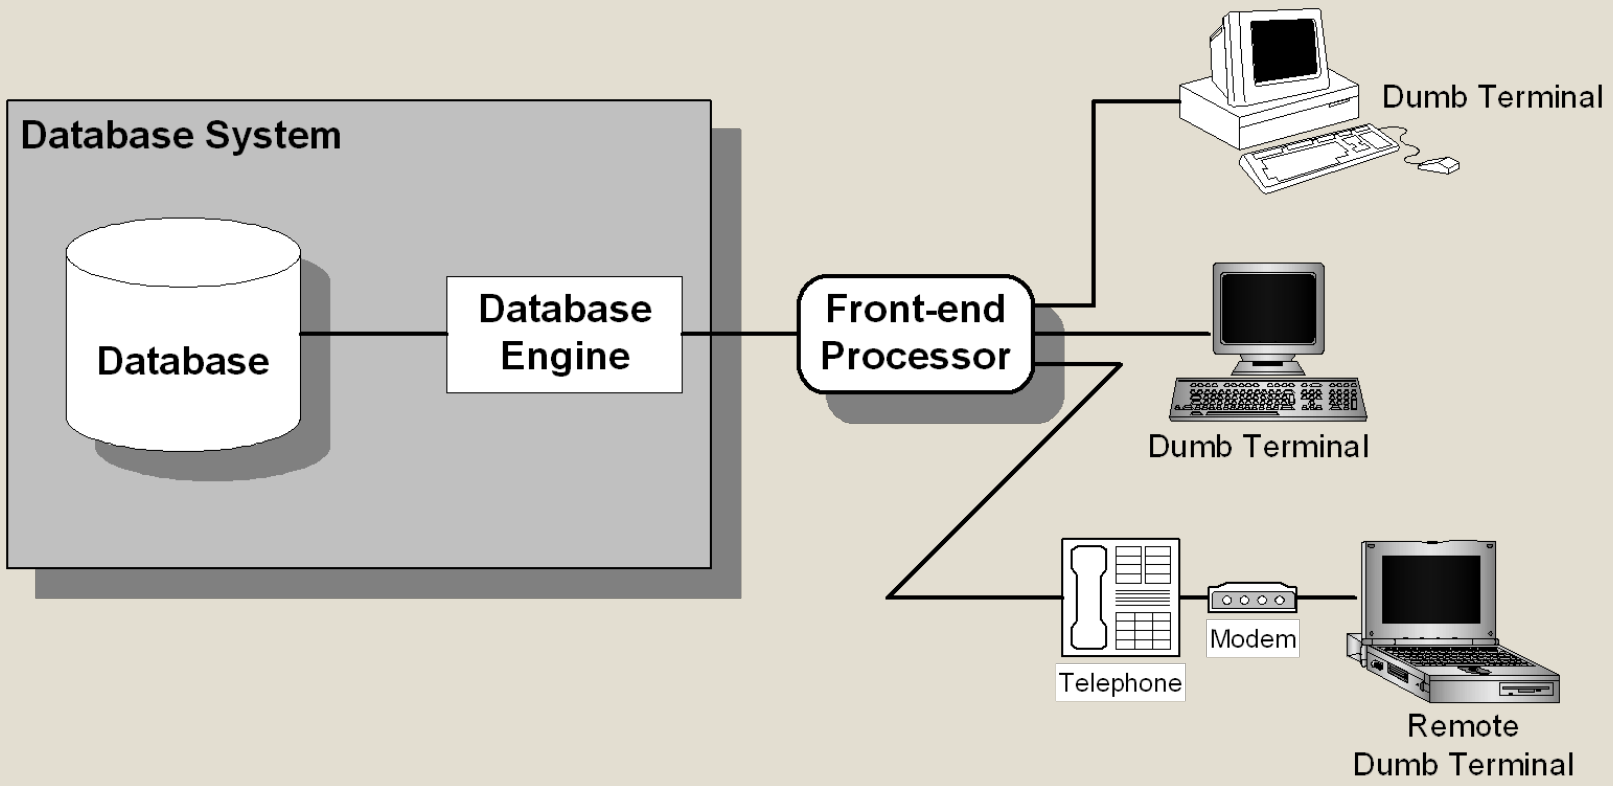 Database System
Database
Database
Engine
Front-end
Processor
Dumb Terminal
Dumb Terminal
Telephone
Modem
Remote
Dumb Terminal